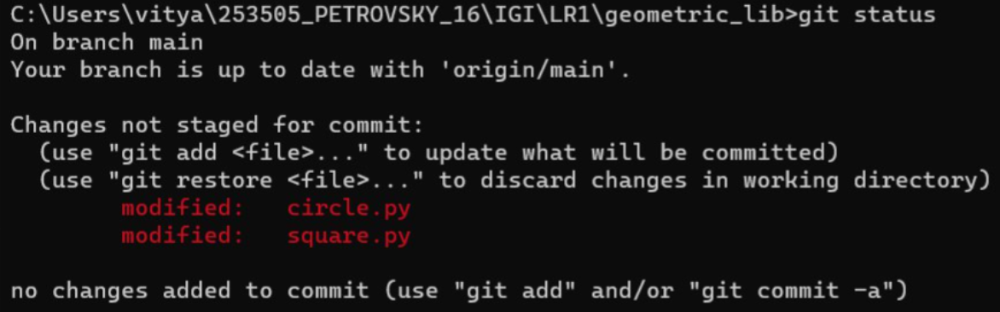 C:\Users\vitya\253505_PETROVSKY_16\IGI\LR1\geometric_lib>git status
On branch main
Your branch is up to date with 'origin/main'.

Changes not staged for commit:
  (use "git add <file>..." to update what will be committed)
  (use "git restore <file>..." to discard changes in working directory)
        modified:   circle.py
        modified:   square.py

no changes added to commit (use "git add" and/or "git commit -a")